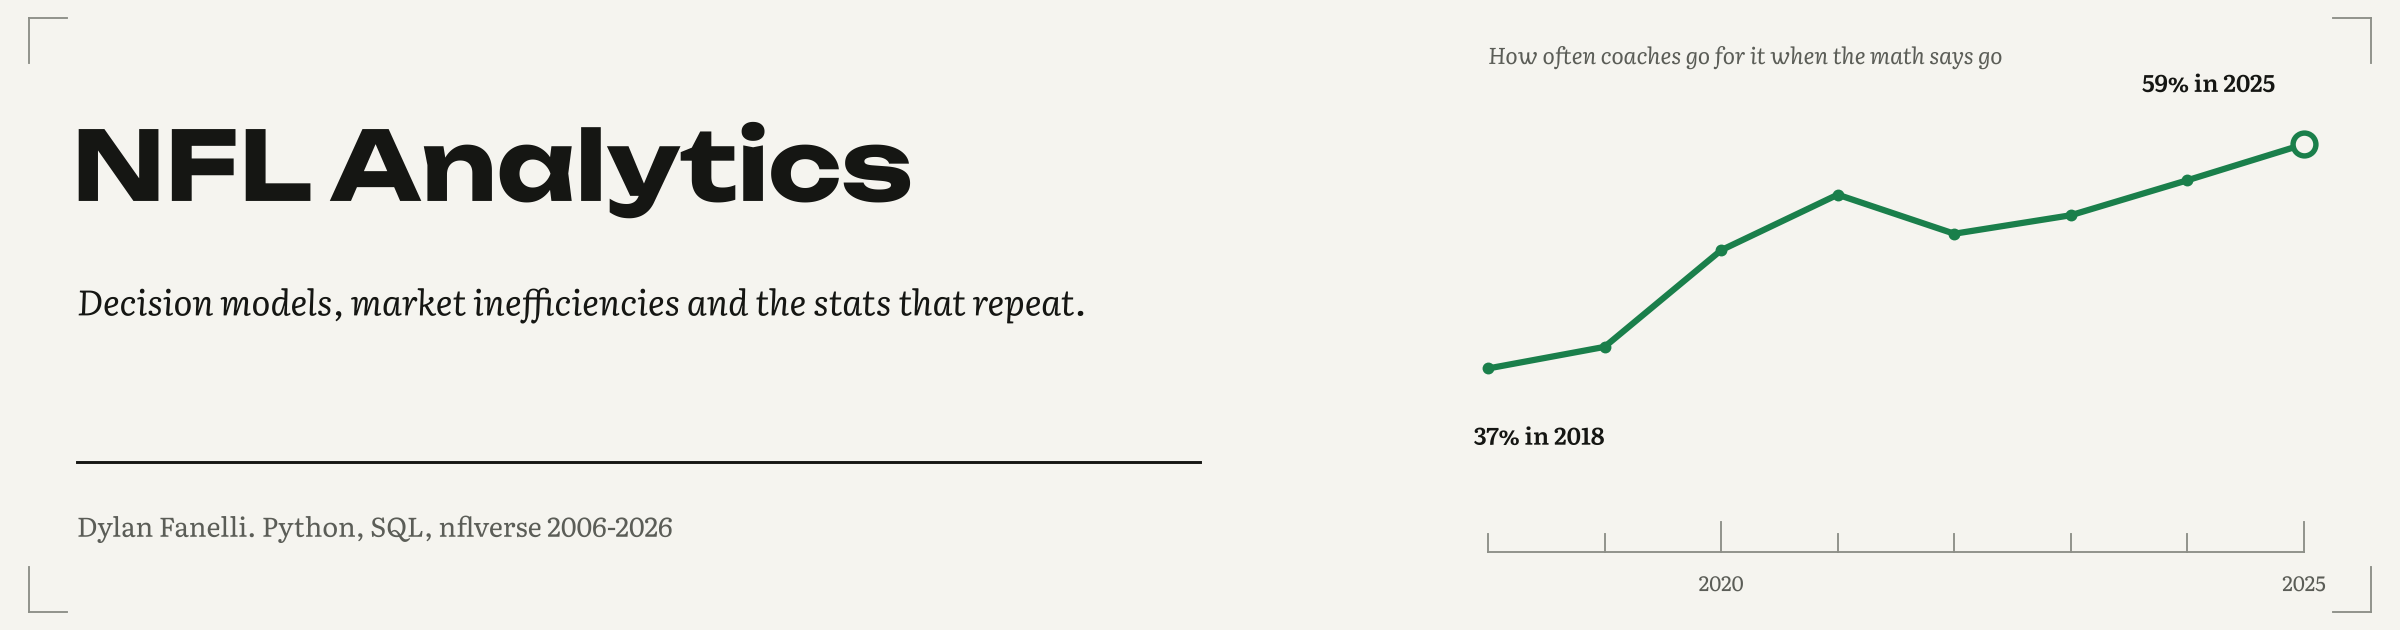 NFL Analytics
Decision models, market inefficiencies and the stats that repeat.
Dylan Fanelli. Python, SQL, nflverse 2006-2026
How often coaches go for it when the math says go
59% in 2025
37% in 2018
2020
2025